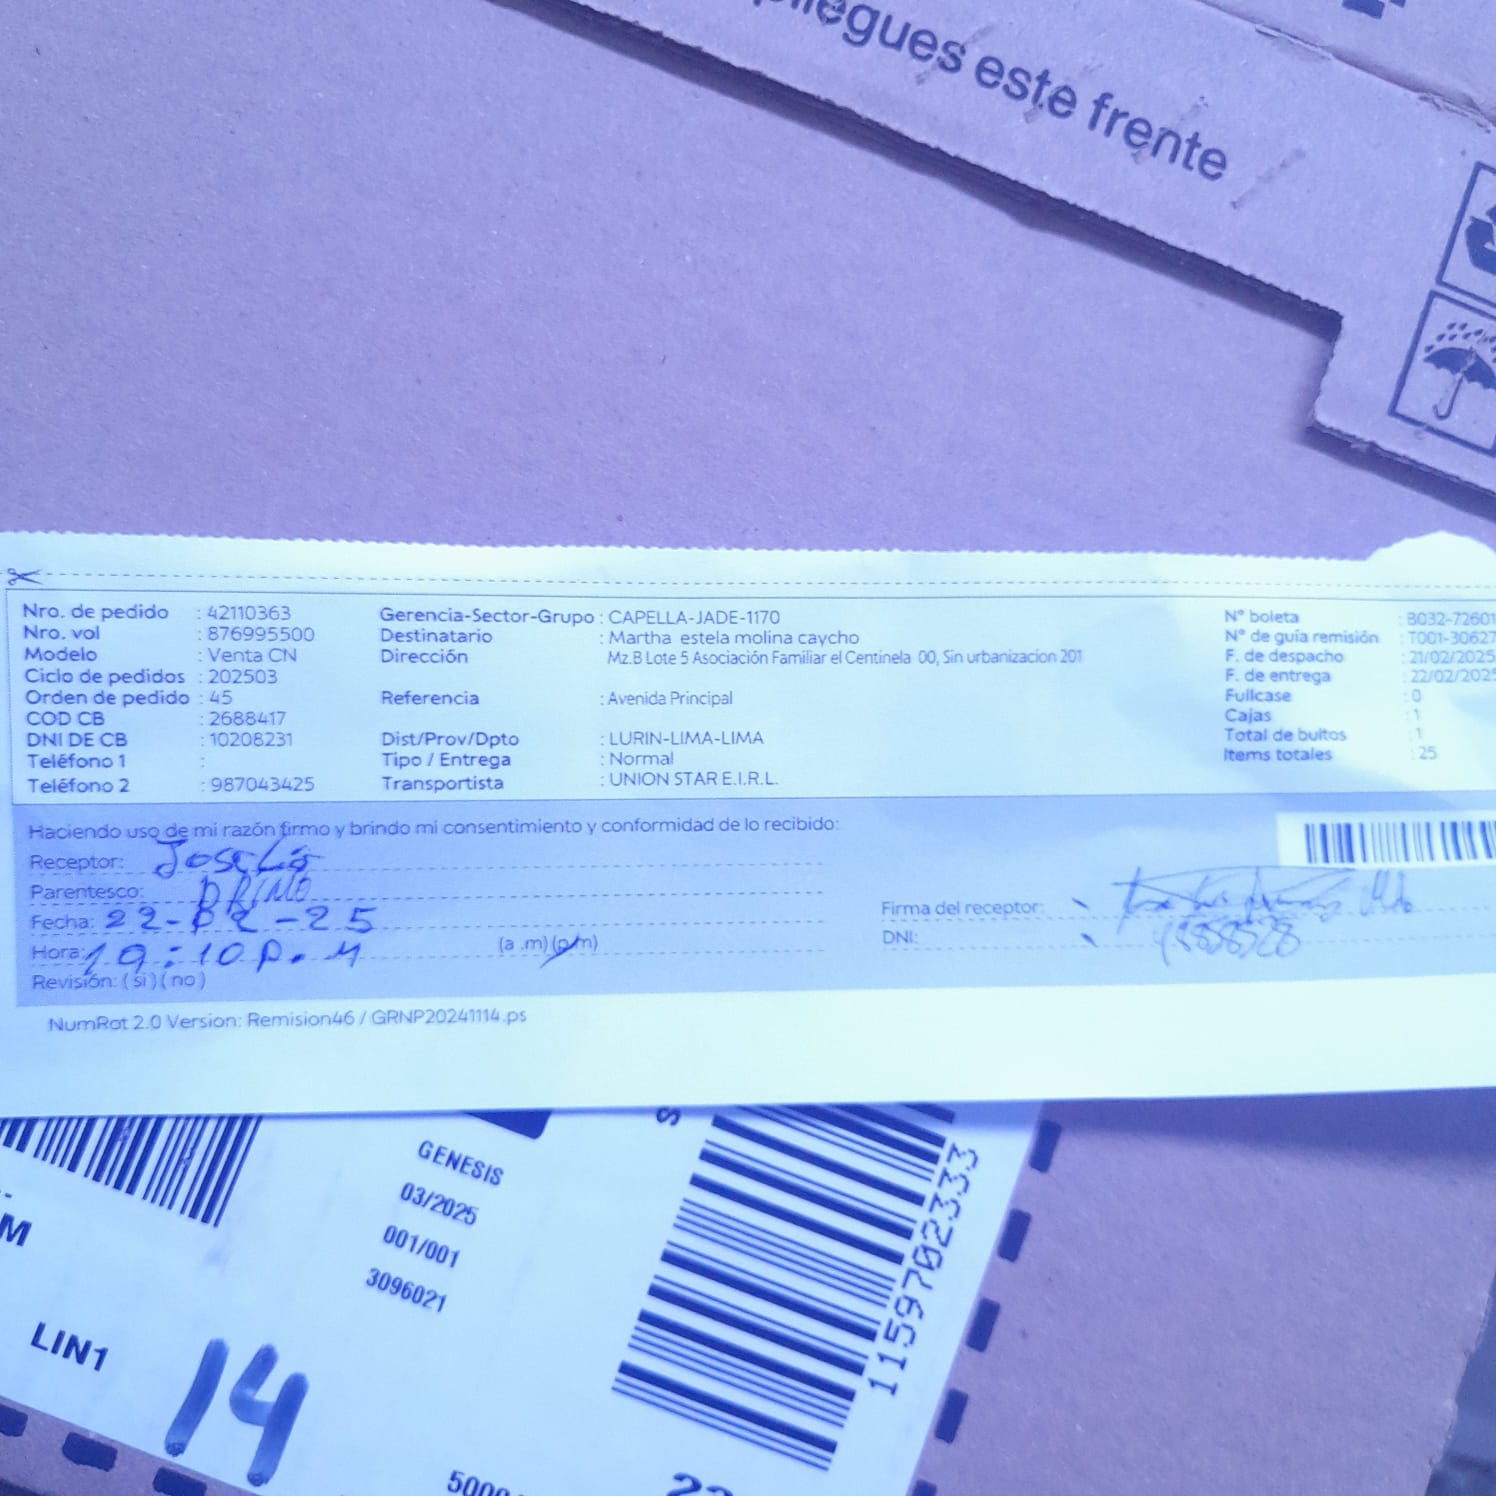 este frente
Nro. de pedido : 42110363
Nro. vol : 876995500
Modelo : Venta CN
Ciclo de pedidos : 202503
Orden de pedido : 45
COD CB : 2688417
DNI DE CB : 10208231
Teléfono 1 :
Teléfono 2 : 987043425
Gerencia-Sector-Grupo : CAPELLA-JADE-1170
Destinatario : Martha estela molina caycho
Dirección Mz.B Lote 5 Asociación Familiar el Centinela 00, Sin urbanizacion 201
Referencia : Avenida Principal
Dist/Prov/Dpto : LURIN-LIMA-LIMA
Tipo / Entrega : Normal
Transportista : UNION STAR E.I.R.L.
N° boleta : B032-72601
N° de guía remisión : T001-30627
F. de despacho : 21/02/2025
F. de entrega : 22/02/2025
Fullcase : 0
Cajas : 1
Total de bultos : 1
Items totales : 25
Haciendo uso de mi razón firmo y brindo mi consentimiento y conformidad de lo recibido:
Receptor: Joselo
Parentesco: PRIMO
Fecha: 22-02-25
Hora: 19:10 p.m (a .m)(p/m)
Revisión: ( si ) ( no )
Firma del receptor:
DNI:
NumRot 2.0 Version: Remision46 / GRNP20241114.ps
GENESIS
03/2025
001/001
3096021
M
LIN1
14
1159702333